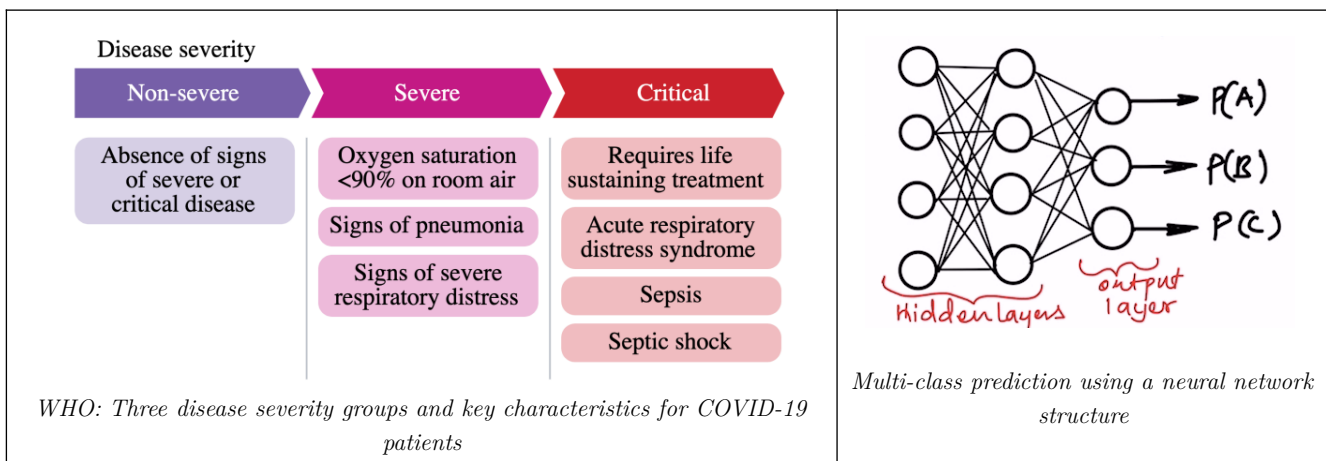 Disease severity
Non-severe
Severe
Critical
Absence of signs
of severe or
critical disease
Oxygen saturation
<90% on room air
Signs of pneumonia
Signs of severe
respiratory distress
Requires life
sustaining treatment
Acute respiratory
distress syndrome
Sepsis
Septic shock
WHO: Three disease severity groups and key characteristics for COVID-19
patients
P(A)
P(B)
P(C)
Hidden layers
output
layer
Multi-class prediction using a neural network
structure